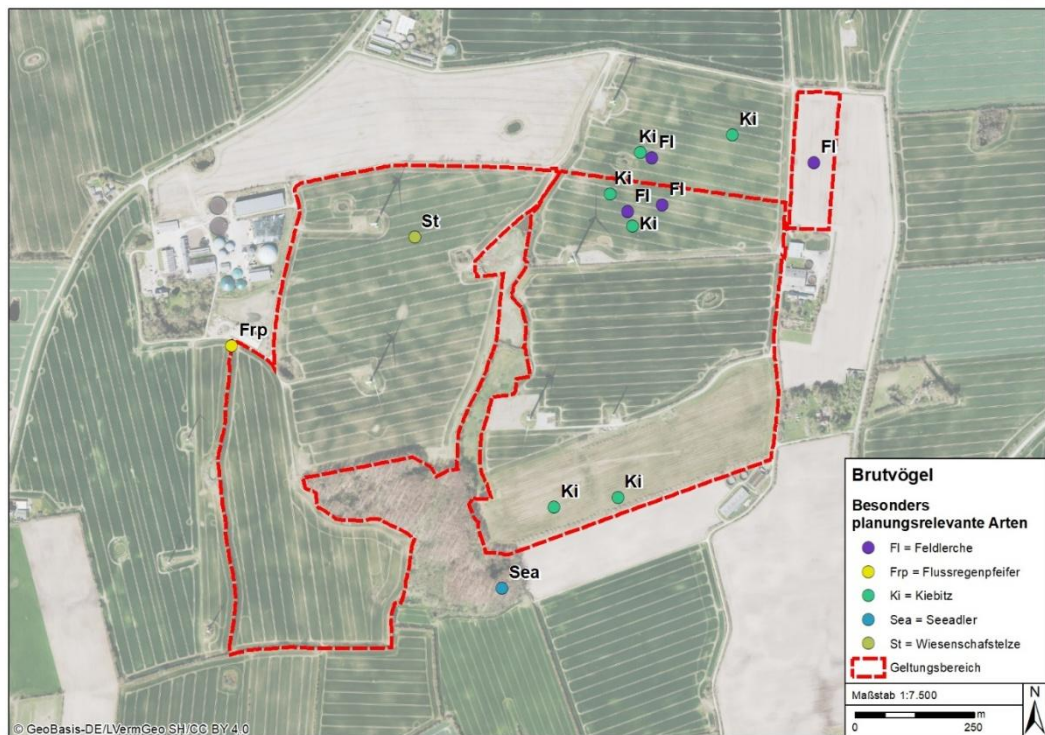 Ki
Ki
Fl
Fl
Ki
Fl
Fl
Ki
St
Frp
Ki
Ki
Sea
Brutvögel
Besonders
planungsrelevante Arten
Fl = Feldlerche
Frp = Flussregenpfeifer
Ki = Kiebitz
Sea = Seeadler
St = Wiesenschafstelze
Geltungsbereich
Maßstab 1:7.500
N
m
0 250
© GeoBasis-DE/LVermGeo SH/CC BY 4.0